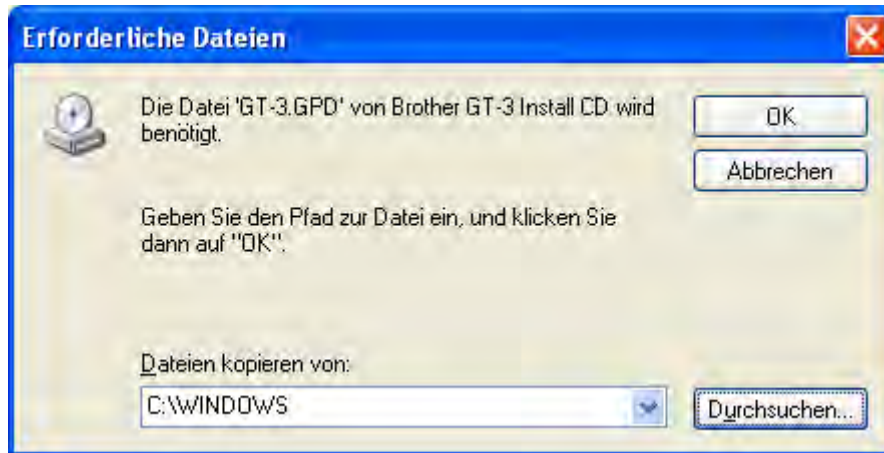 Erforderliche Dateien
Die Datei 'GT-3.GPD' von Brother GT-3 Install CD wird
benötigt.
OK
Abbrechen
Geben Sie den Pfad zur Datei ein, und klicken Sie
dann auf "OK".
Dateien kopieren von:
C:\WINDOWS
Durchsuchen...